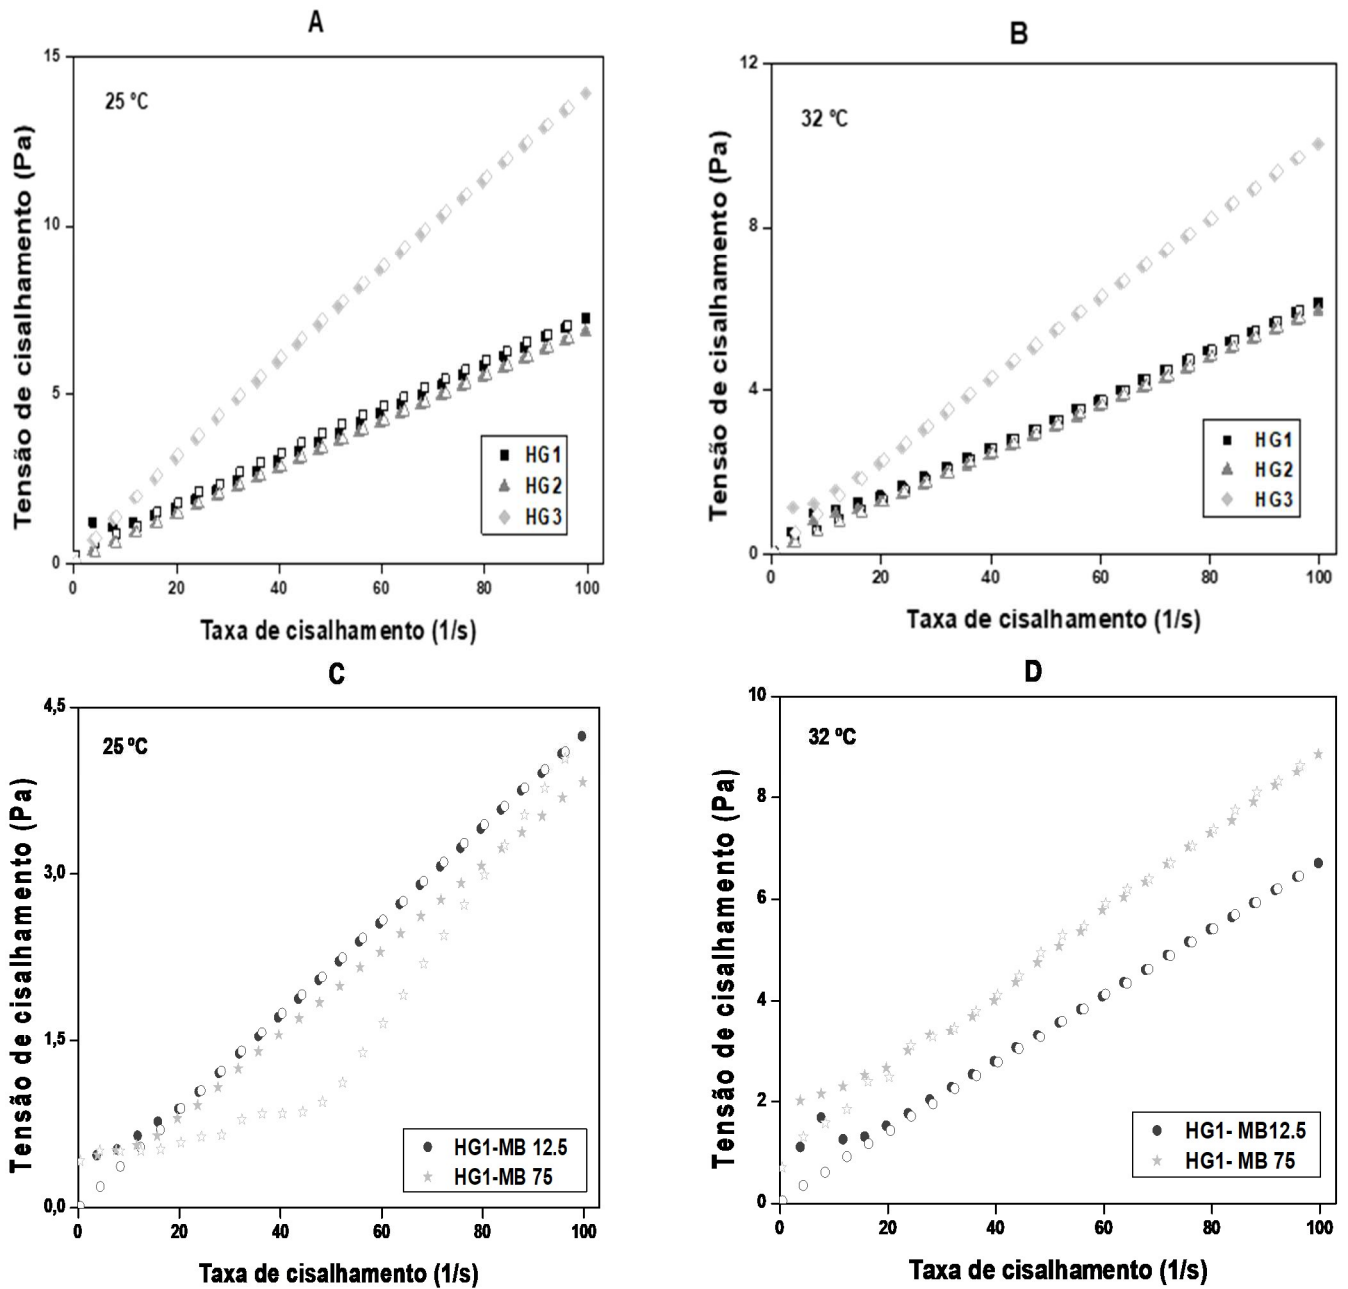 A
25 ºC
Tensão de cisalhamento (Pa)
15
10
5
0
HG1
HG2
HG3
0 20 40 60 80 100
Taxa de cisalhamento (1/s)
B
32 ºC
Tensão de cisalhamento (Pa)
12
8
4
0
HG1
HG2
HG3
0 20 40 60 80 100
Taxa de cisalhamento (1/s)
C
25 ºC
Tensão de cisalhamento (Pa)
4,5
3,0
1,5
0,0
HG1-MB 12.5
HG1-MB 75
0 20 40 60 80 100
Taxa de cisalhamento (1/s)
D
32 ºC
Tensão de cisalhamento (Pa)
10
8
6
4
2
0
HG1- MB12.5
HG1- MB 75
0 20 40 60 80 100
Taxa de cisalhamento (1/s)